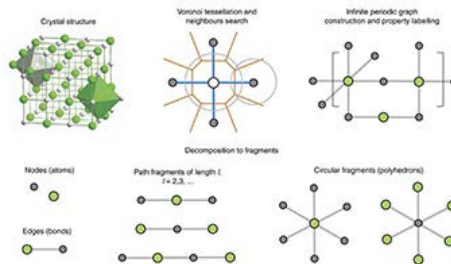 Crystal structure
Voronoi tessellation and
neighbours search
Infinite periodic graph
construction and property labelling
Decomposition to fragments
Nodes (atoms)
Path fragments of length l,
l = 2,3, ...
Circular fragments (polyhedrons)
Edges (bonds)